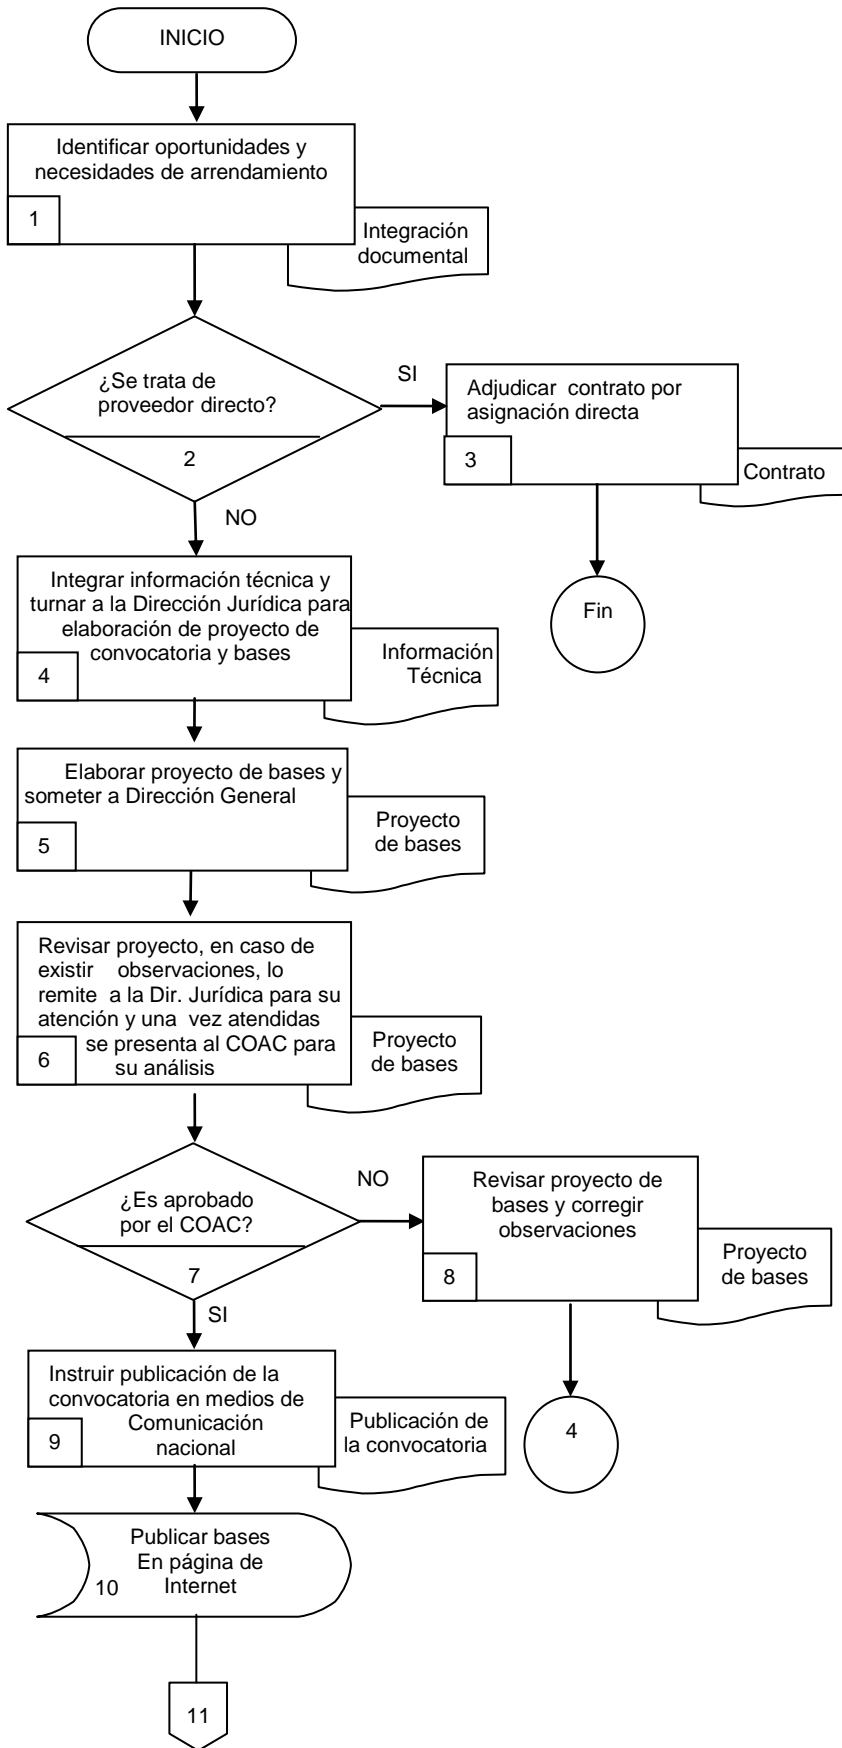 INICIO
Identificar oportunidades y
necesidades de arrendamiento
1
Integración
documental
¿Se trata de
proveedor directo?
2
SI
Adjudicar contrato por
asignación directa
3
Contrato
Fin
NO
Integrar información técnica y
turnar a la Dirección Jurídica para
elaboración de proyecto de
convocatoria y bases
4
Información
Técnica
Elaborar proyecto de bases y
someter a Dirección General
5
Proyecto
de bases
Revisar proyecto, en caso de
existir observaciones, lo
remite a la Dir. Jurídica para su
atención y una vez atendidas
se presenta al COAC para
su análisis
6
Proyecto
de bases
¿Es aprobado
por el COAC?
7
NO
Revisar proyecto de
bases y corregir
observaciones
8
Proyecto
de bases
4
SI
Instruir publicación de la
convocatoria en medios de
Comunicación
nacional
9
Publicación de
la convocatoria
Publicar bases
En página de
Internet
10
11